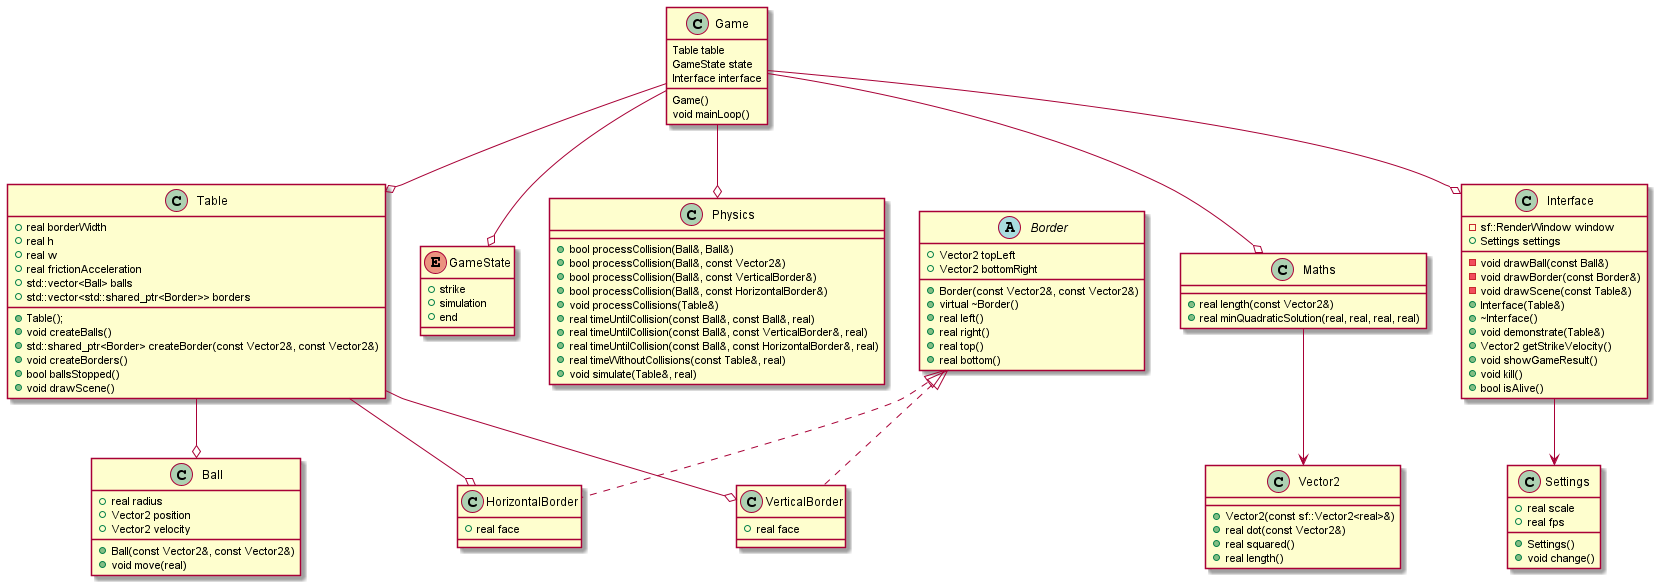 C Game
Table table
GameState state
Interface interface
Game()
void mainLoop()
C Table
real borderWidth
real h
real w
real frictionAcceleration
std::vector<Ball> balls
std::vector<std::shared_ptr<Border>> borders
Table();
void createBalls()
std::shared_ptr<Border> createBorder(const Vector2&, const Vector2&)
void createBorders()
bool ballsStopped()
void drawScene()
E GameState
strike
simulation
end
C Physics
bool processCollision(Ball&, Ball&)
bool processCollision(Ball&, const Vector2&)
bool processCollision(Ball&, const VerticalBorder&)
bool processCollision(Ball&, const HorizontalBorder&)
void processCollisions(Table&)
real timeUntilCollision(const Ball&, const Ball&, real)
real timeUntilCollision(const Ball&, const VerticalBorder&, real)
real timeUntilCollision(const Ball&, const HorizontalBorder&, real)
real timeWithoutCollisions(const Table&, real)
void simulate(Table&, real)
A Border
Vector2 topLeft
Vector2 bottomRight
Border(const Vector2&, const Vector2&)
virtual ~Border()
real left()
real right()
real top()
real bottom()
C Maths
real length(const Vector2&)
real minQuadraticSolution(real, real, real, real)
C Interface
sf::RenderWindow window
Settings settings
void drawBall(const Ball&)
void drawBorder(const Border&)
void drawScene(const Table&)
Interface(Table&)
~Interface()
void demonstrate(Table&)
Vector2 getStrikeVelocity()
void showGameResult()
void kill()
bool isAlive()
C Ball
real radius
Vector2 position
Vector2 velocity
Ball(const Vector2&, const Vector2&)
void move(real)
C HorizontalBorder
real face
C VerticalBorder
real face
C Vector2
Vector2(const sf::Vector2<real>&)
real dot(const Vector2&)
real squared()
real length()
C Settings
real scale
real fps
Settings()
void change()